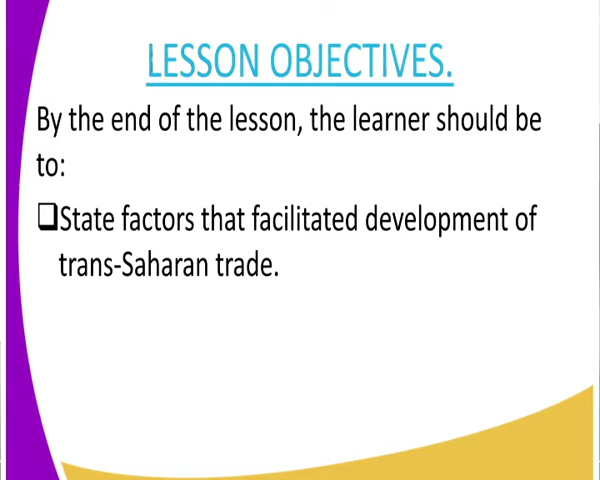 LESSON OBJECTIVES.
By the end of the lesson, the learner should be
to:
❑State factors that facilitated development of
trans-Saharan trade.